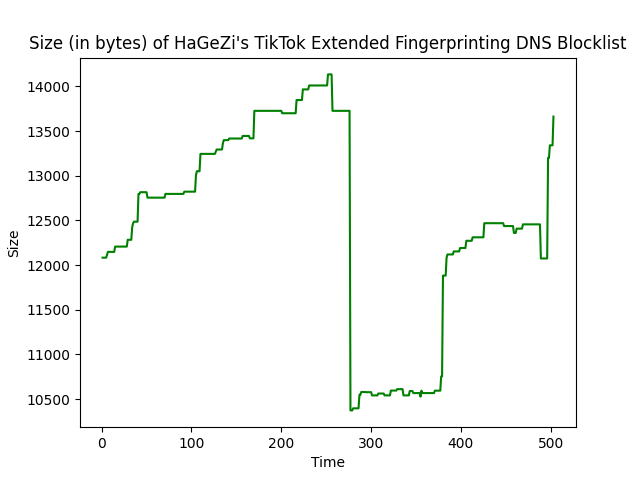 Size (in bytes) of HaGeZi's TikTok Extended Fingerprinting DNS Blocklist
14000
13500
13000
12500
12000
11500
11000
10500
Size
0 100 200 300 400 500
Time